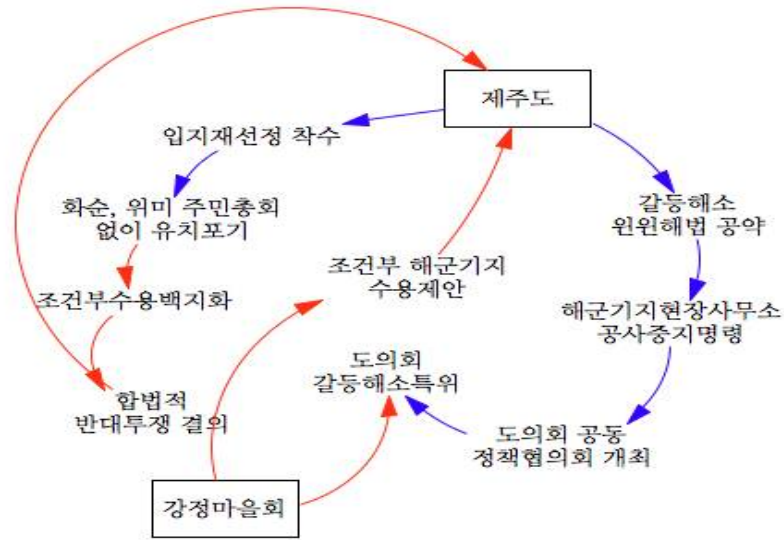 제주도
입지재선정 착수
화순, 위미 주민총회
없이 유치포기
갈등해소
윈윈해법 공약
조건부 해군기지
수용제안
조건부수용백지화
해군기지현장사무소
공사중지명령
도의회
갈등해소특위
합법적
반대투쟁 결의
도의회 공동
정책협의회 개최
강정마을회